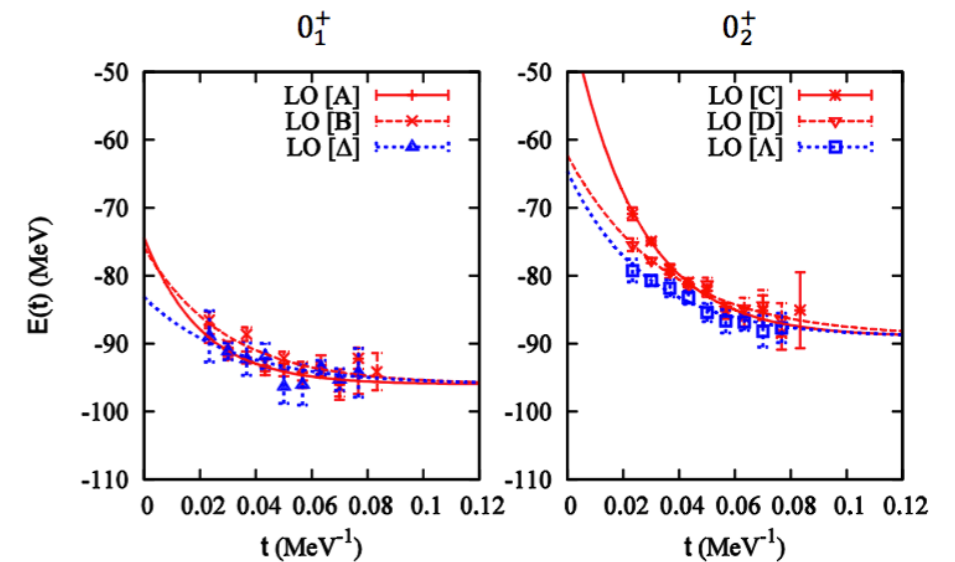 0₁⁺
0₂⁺
E(t) (MeV)
-50
-60
-70
-80
-90
-100
-110
LO [A]
LO [B]
LO [Δ]
0 0.02 0.04 0.06 0.08 0.1 0.12
t (MeV⁻¹)
-50
-60
-70
-80
-90
-100
-110
LO [C]
LO [D]
LO [Λ]
0 0.02 0.04 0.06 0.08 0.1 0.12
t (MeV⁻¹)